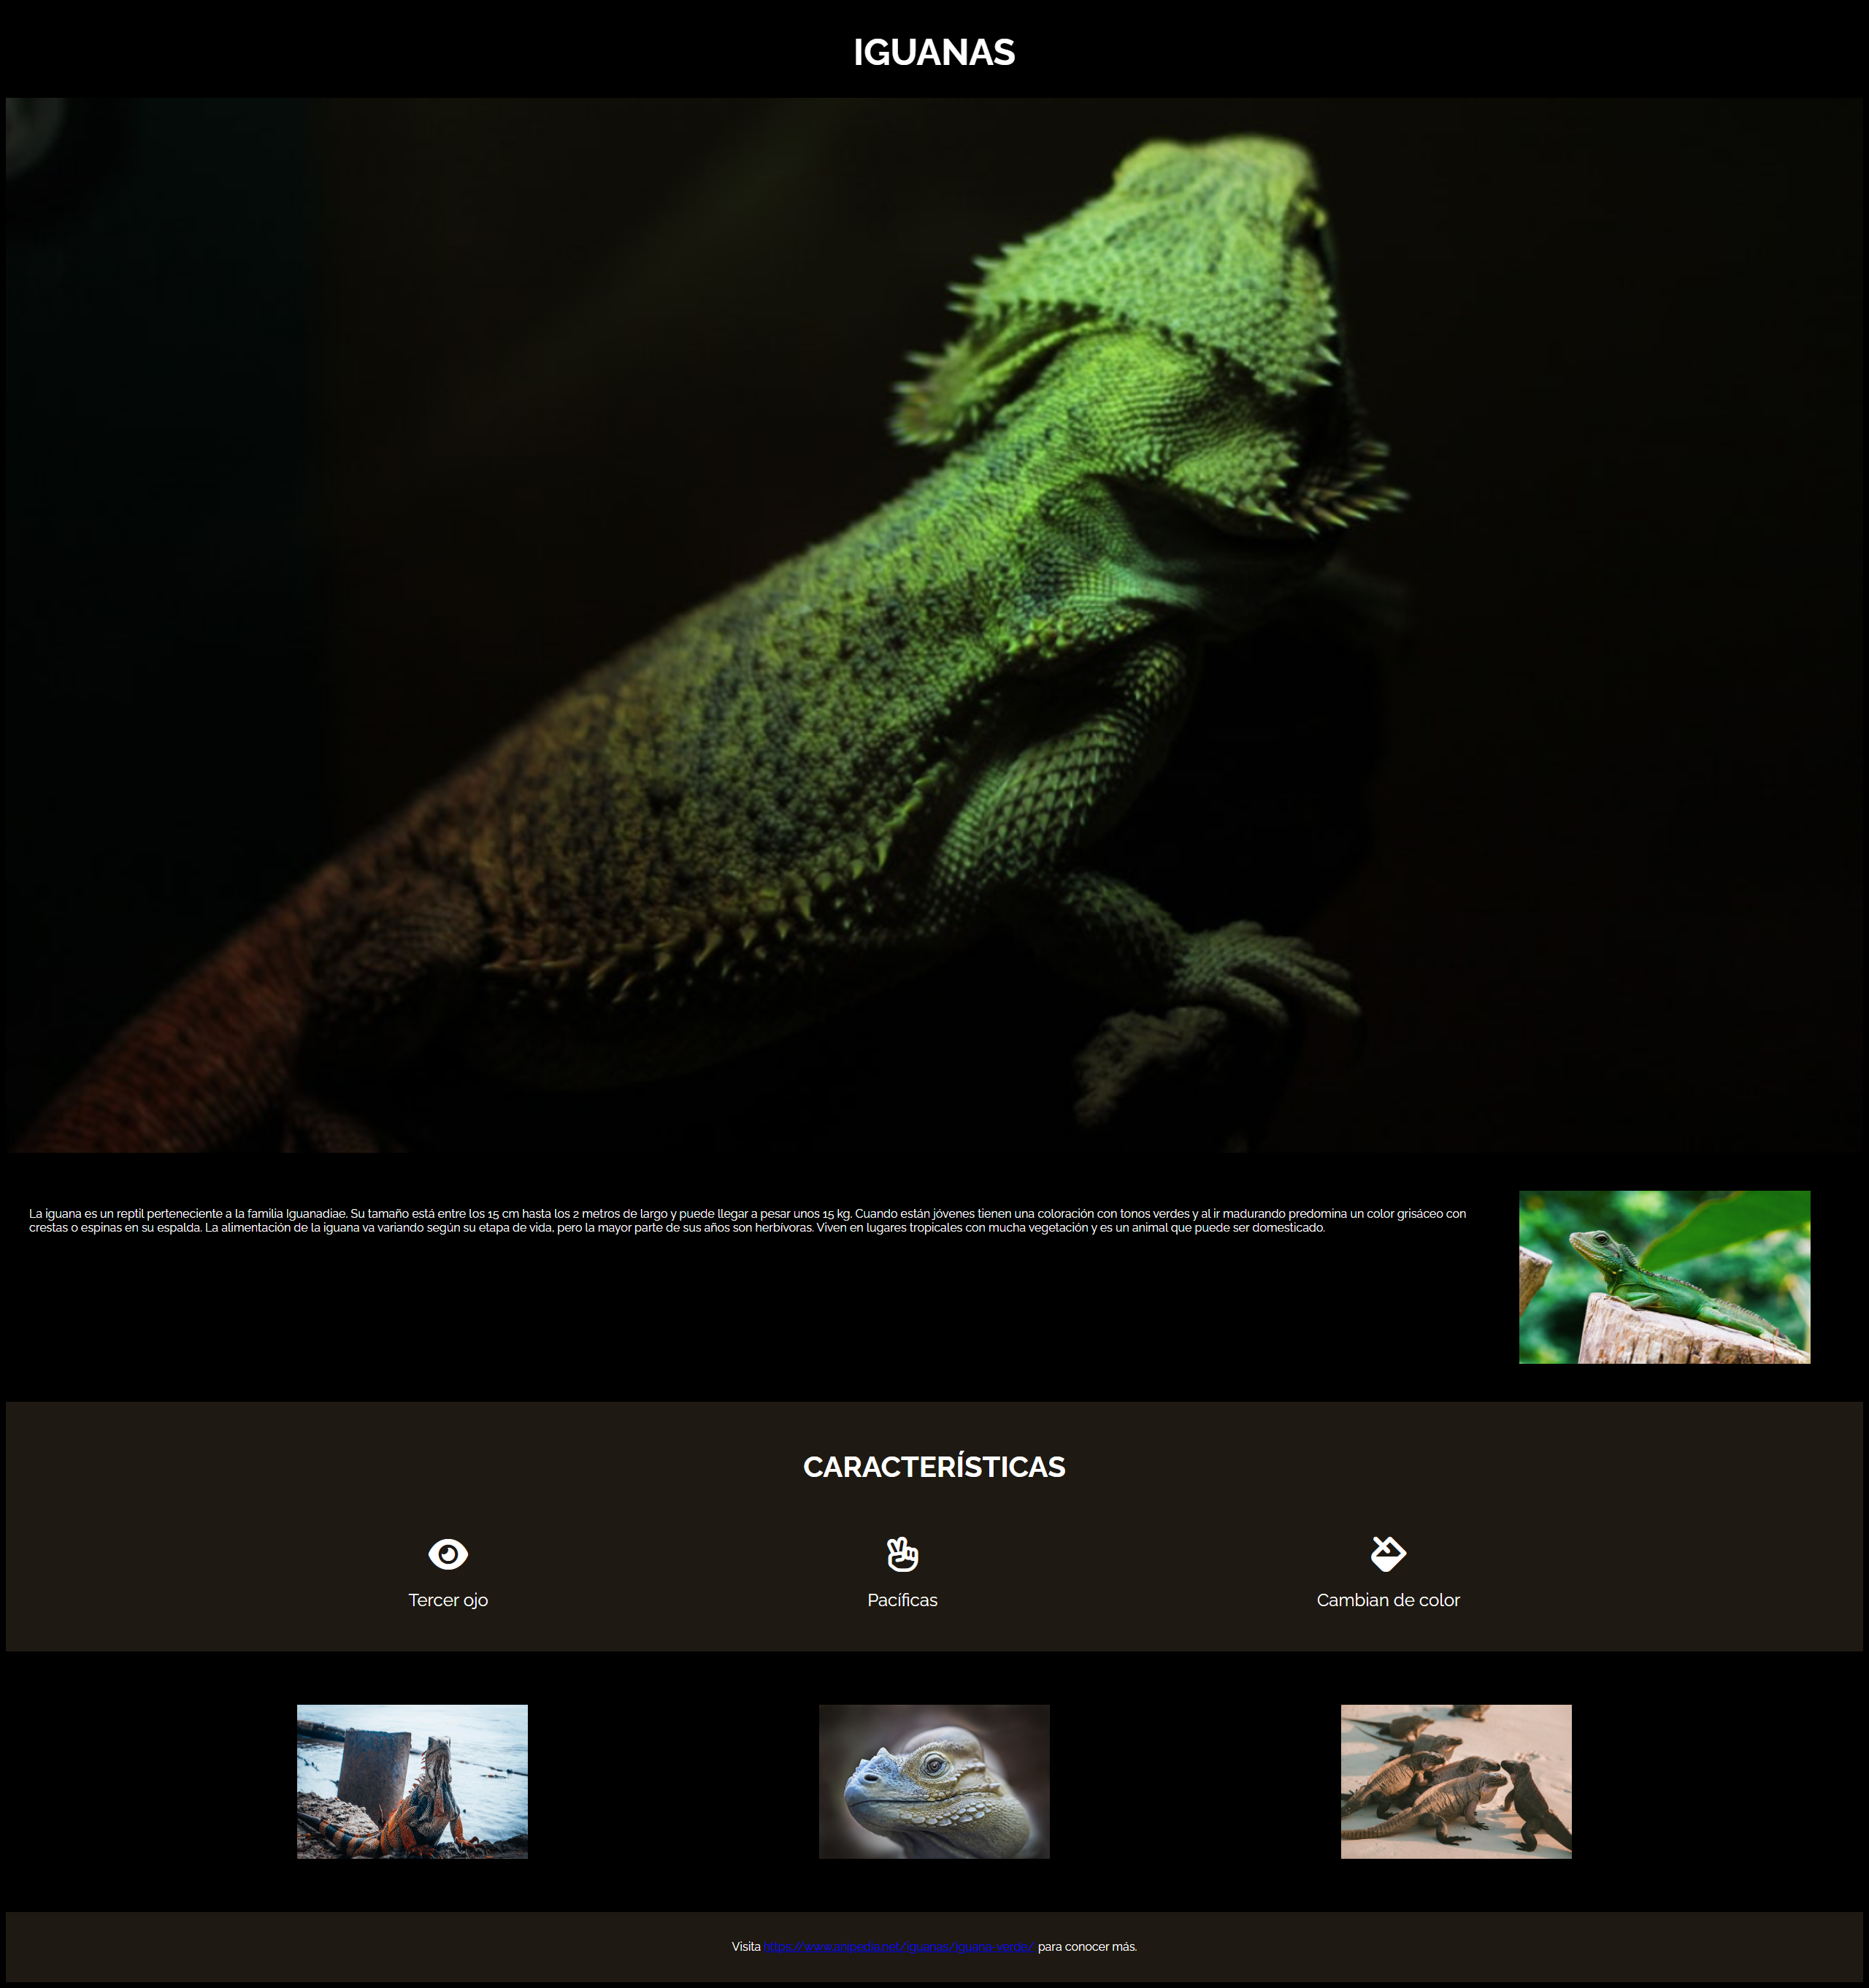 IGUANAS
La iguana es un reptil perteneciente a la familia Iguanadiae. Su tamaño está entre los 15 cm hasta los 2 metros de largo y puede llegar a pesar unos 15 kg. Cuando están jóvenes tienen una coloración con tonos verdes y al ir madurando predomina un color grisáceo con
crestas o espinas en su espalda. La alimentación de la iguana va variando según su etapa de vida, pero la mayor parte de sus años son herbívoras. Viven en lugares tropicales con mucha vegetación y es un animal que puede ser domesticado.
CARACTERÍSTICAS
Tercer ojo
Pacíficas
Cambian de color
Visita https://www.anipedia.net/iguanas/iguana-verde/ para conocer más.